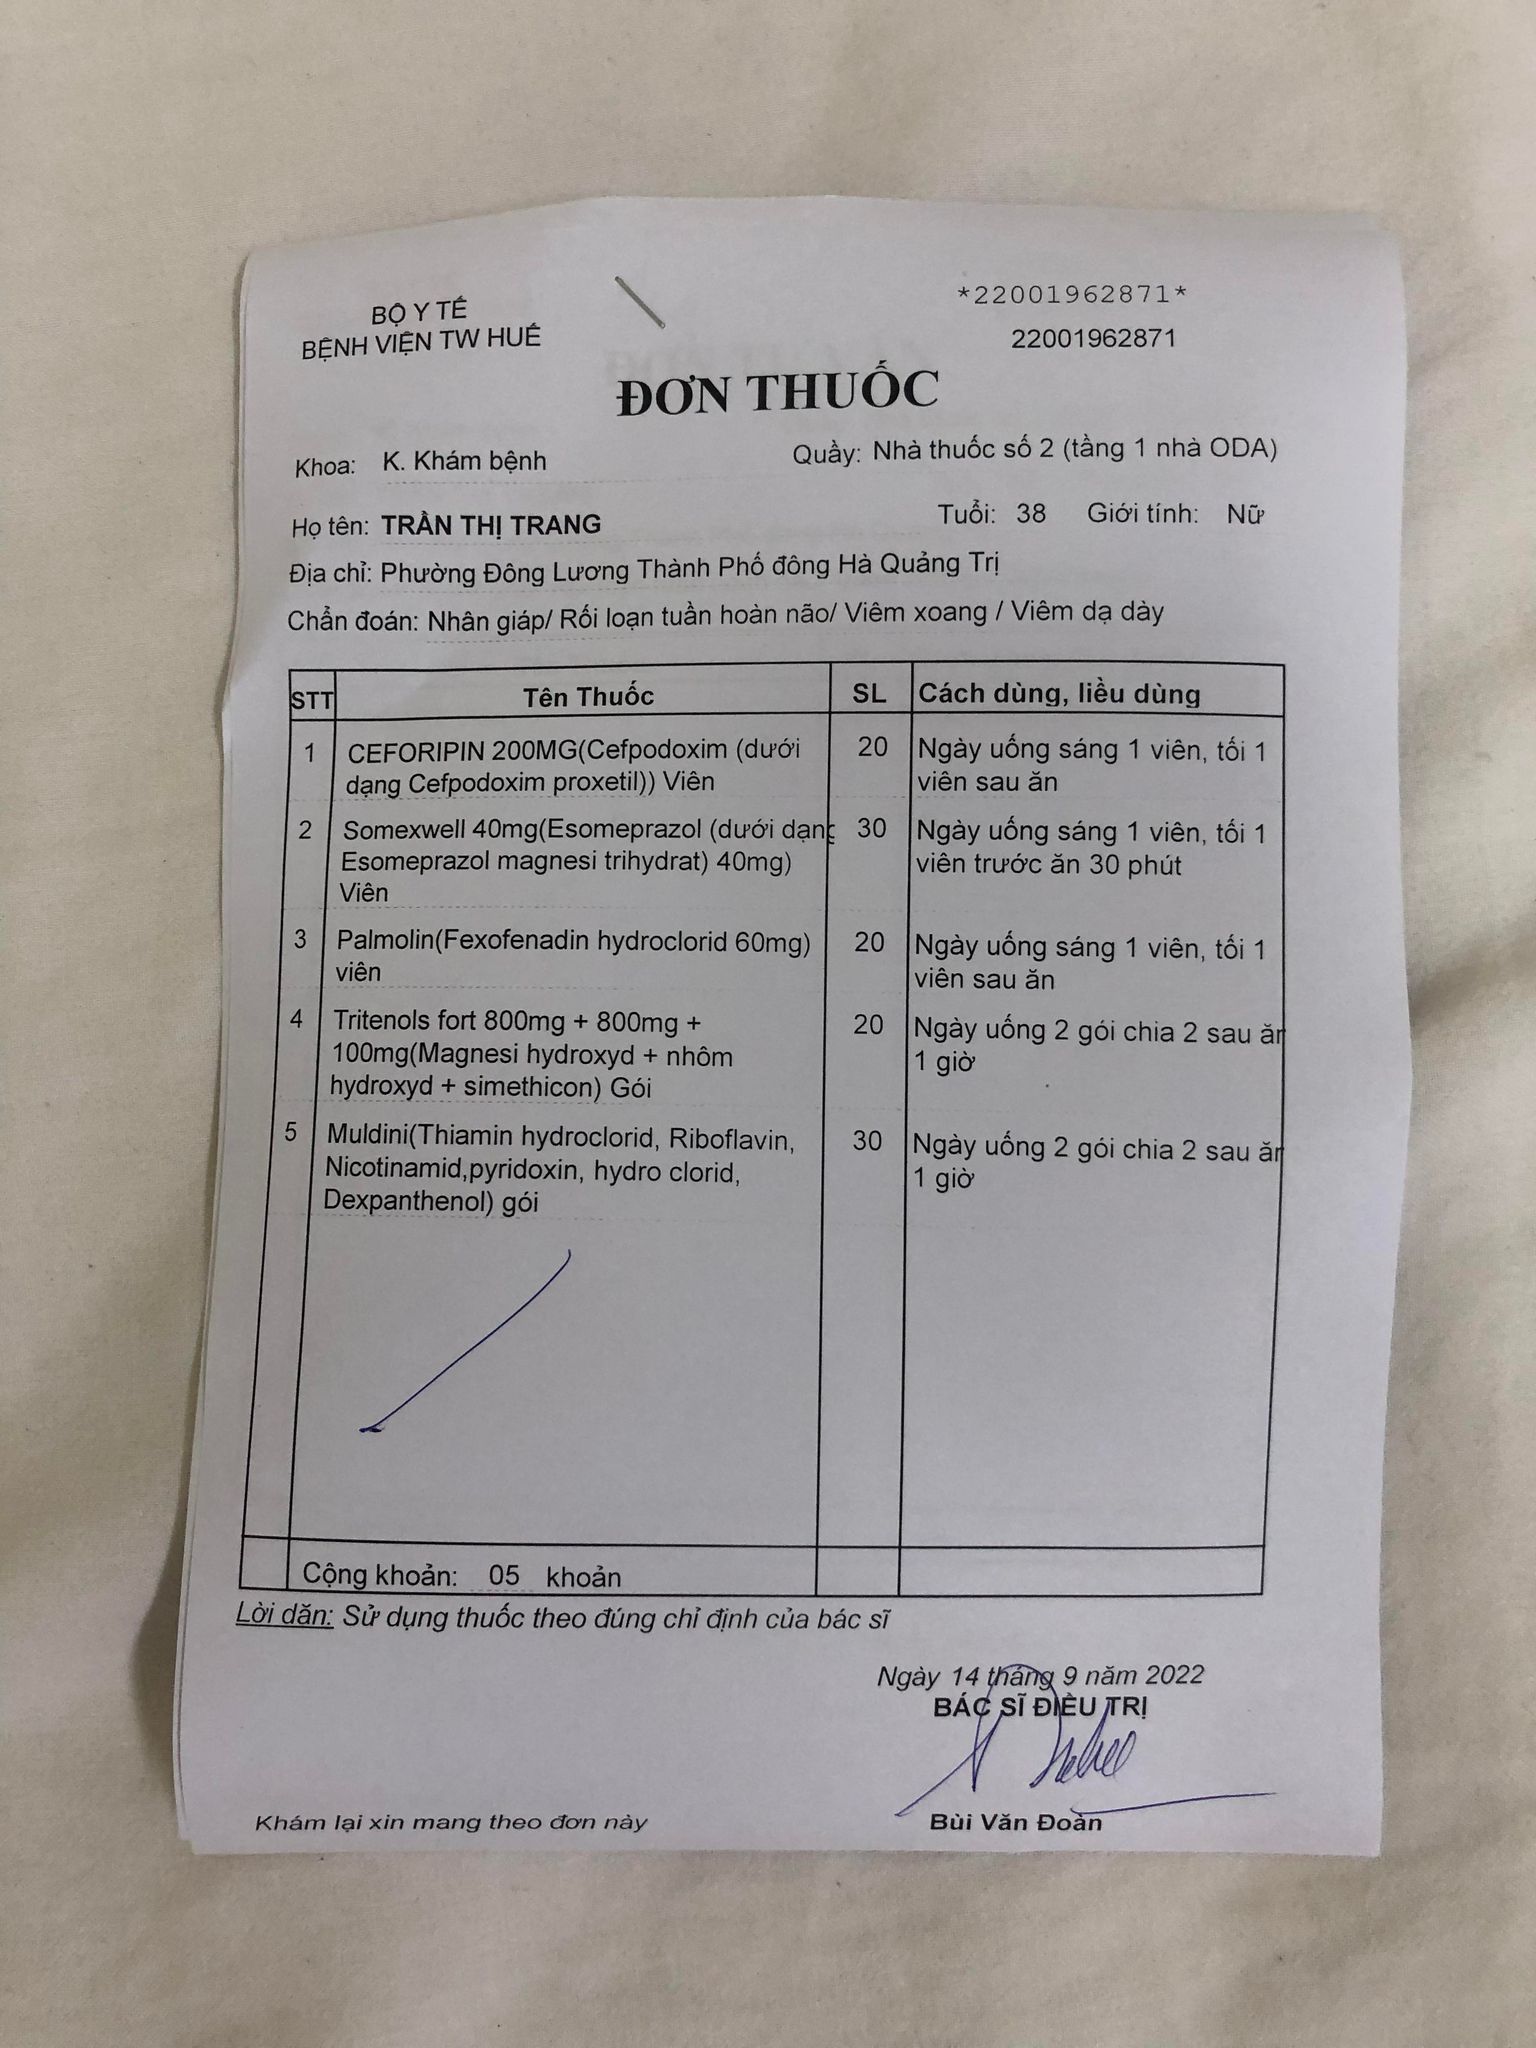 BỘ Y TẾ
BỆNH VIỆN TW HUẾ
*22001962871*
22001962871
ĐƠN THUỐC
Khoa: K. Khám bệnh
Quầy: Nhà thuốc số 2 (tầng 1 nhà ODA)
Họ tên: TRẦN THỊ TRANG Tuổi: 38 Giới tính: Nữ
Địa chỉ: Phường Đông Lương Thành Phố đông Hà Quảng Trị
Chẩn đoán: Nhân giáp/ Rối loạn tuần hoàn não/ Viêm xoang / Viêm dạ dày
STT Tên Thuốc SL Cách dùng, liều dùng
1 CEFORIPIN 200MG(Cefpodoxim (dưới 20 Ngày uống sáng 1 viên, tối 1
dạng Cefpodoxim proxetil)) Viên viên sau ăn
2 Somexwell 40mg(Esomeprazol (dưới dạng 30 Ngày uống sáng 1 viên, tối 1
Esomeprazol magnesi trihydrat) 40mg) viên trước ăn 30 phút
Viên
3 Palmolin(Fexofenadin hydroclorid 60mg) 20 Ngày uống sáng 1 viên, tối 1
viên viên sau ăn
4 Tritenols fort 800mg + 800mg + 20 Ngày uống 2 gói chia 2 sau ăn
100mg(Magnesi hydroxyd + nhôm 1 giờ
hydroxyd + simethicon) Gói
5 Muldini(Thiamin hydroclorid, Riboflavin, 30 Ngày uống 2 gói chia 2 sau ăn
Nicotinamid,pyridoxin, hydro clorid, 1 giờ
Dexpanthenol) gói
Cộng khoản: 05 khoản
Lời dặn: Sử dụng thuốc theo đúng chỉ định của bác sĩ
Ngày 14 tháng 9 năm 2022
BÁC SĨ ĐIỀU TRỊ
Khám lại xin mang theo đơn này
Bùi Văn Đoàn